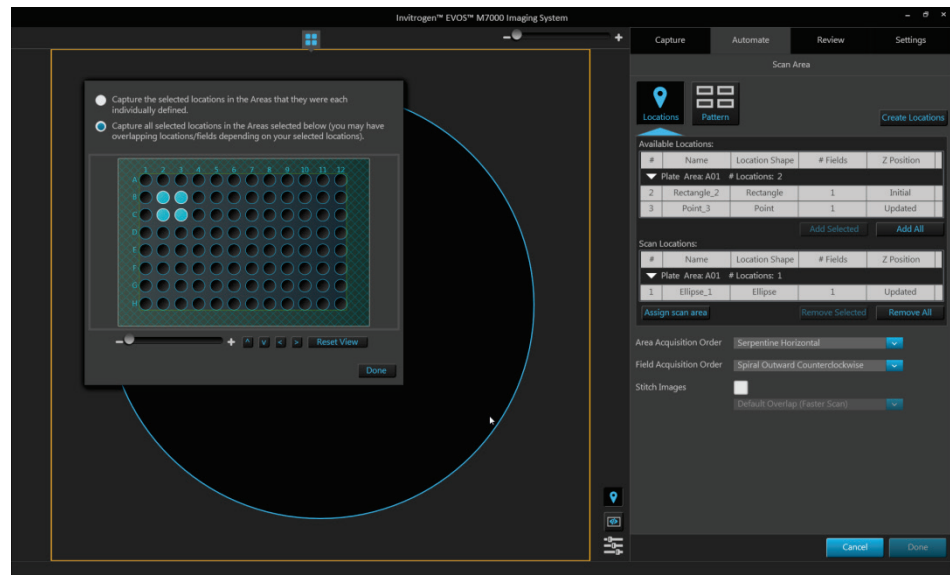 Invitrogen™ EVOS™ M7000 Imaging System
Capture Automate Review Settings
Scan Area
Locations Pattern Create Locations
Capture the selected locations in the Areas that they were each
individually defined.
Capture all selected locations in the Areas selected below (you may have
overlapping locations/fields depending on your selected locations).
1 2 3 4 5 6 7 8 9 10 11 12
A
B
C
D
E
F
G
H
Reset View
Done
Available Locations:
# Name Location Shape # Fields Z Position
Plate Area: A01 # Locations: 2
2 Rectangle_2 Rectangle 1 Initial
3 Point_3 Point 1 Updated
Add Selected Add All
Scan Locations:
# Name Location Shape # Fields Z Position
Plate Area: A01 # Locations: 1
1 Ellipse_1 Ellipse 1 Updated
Assign scan area Remove Selected Remove All
Area Acquisition Order Serpentine Horizontal
Field Acquisition Order Spiral Outward Counterclockwise
Stitch Images
Default Overlap (Faster Scan)
Cancel Done